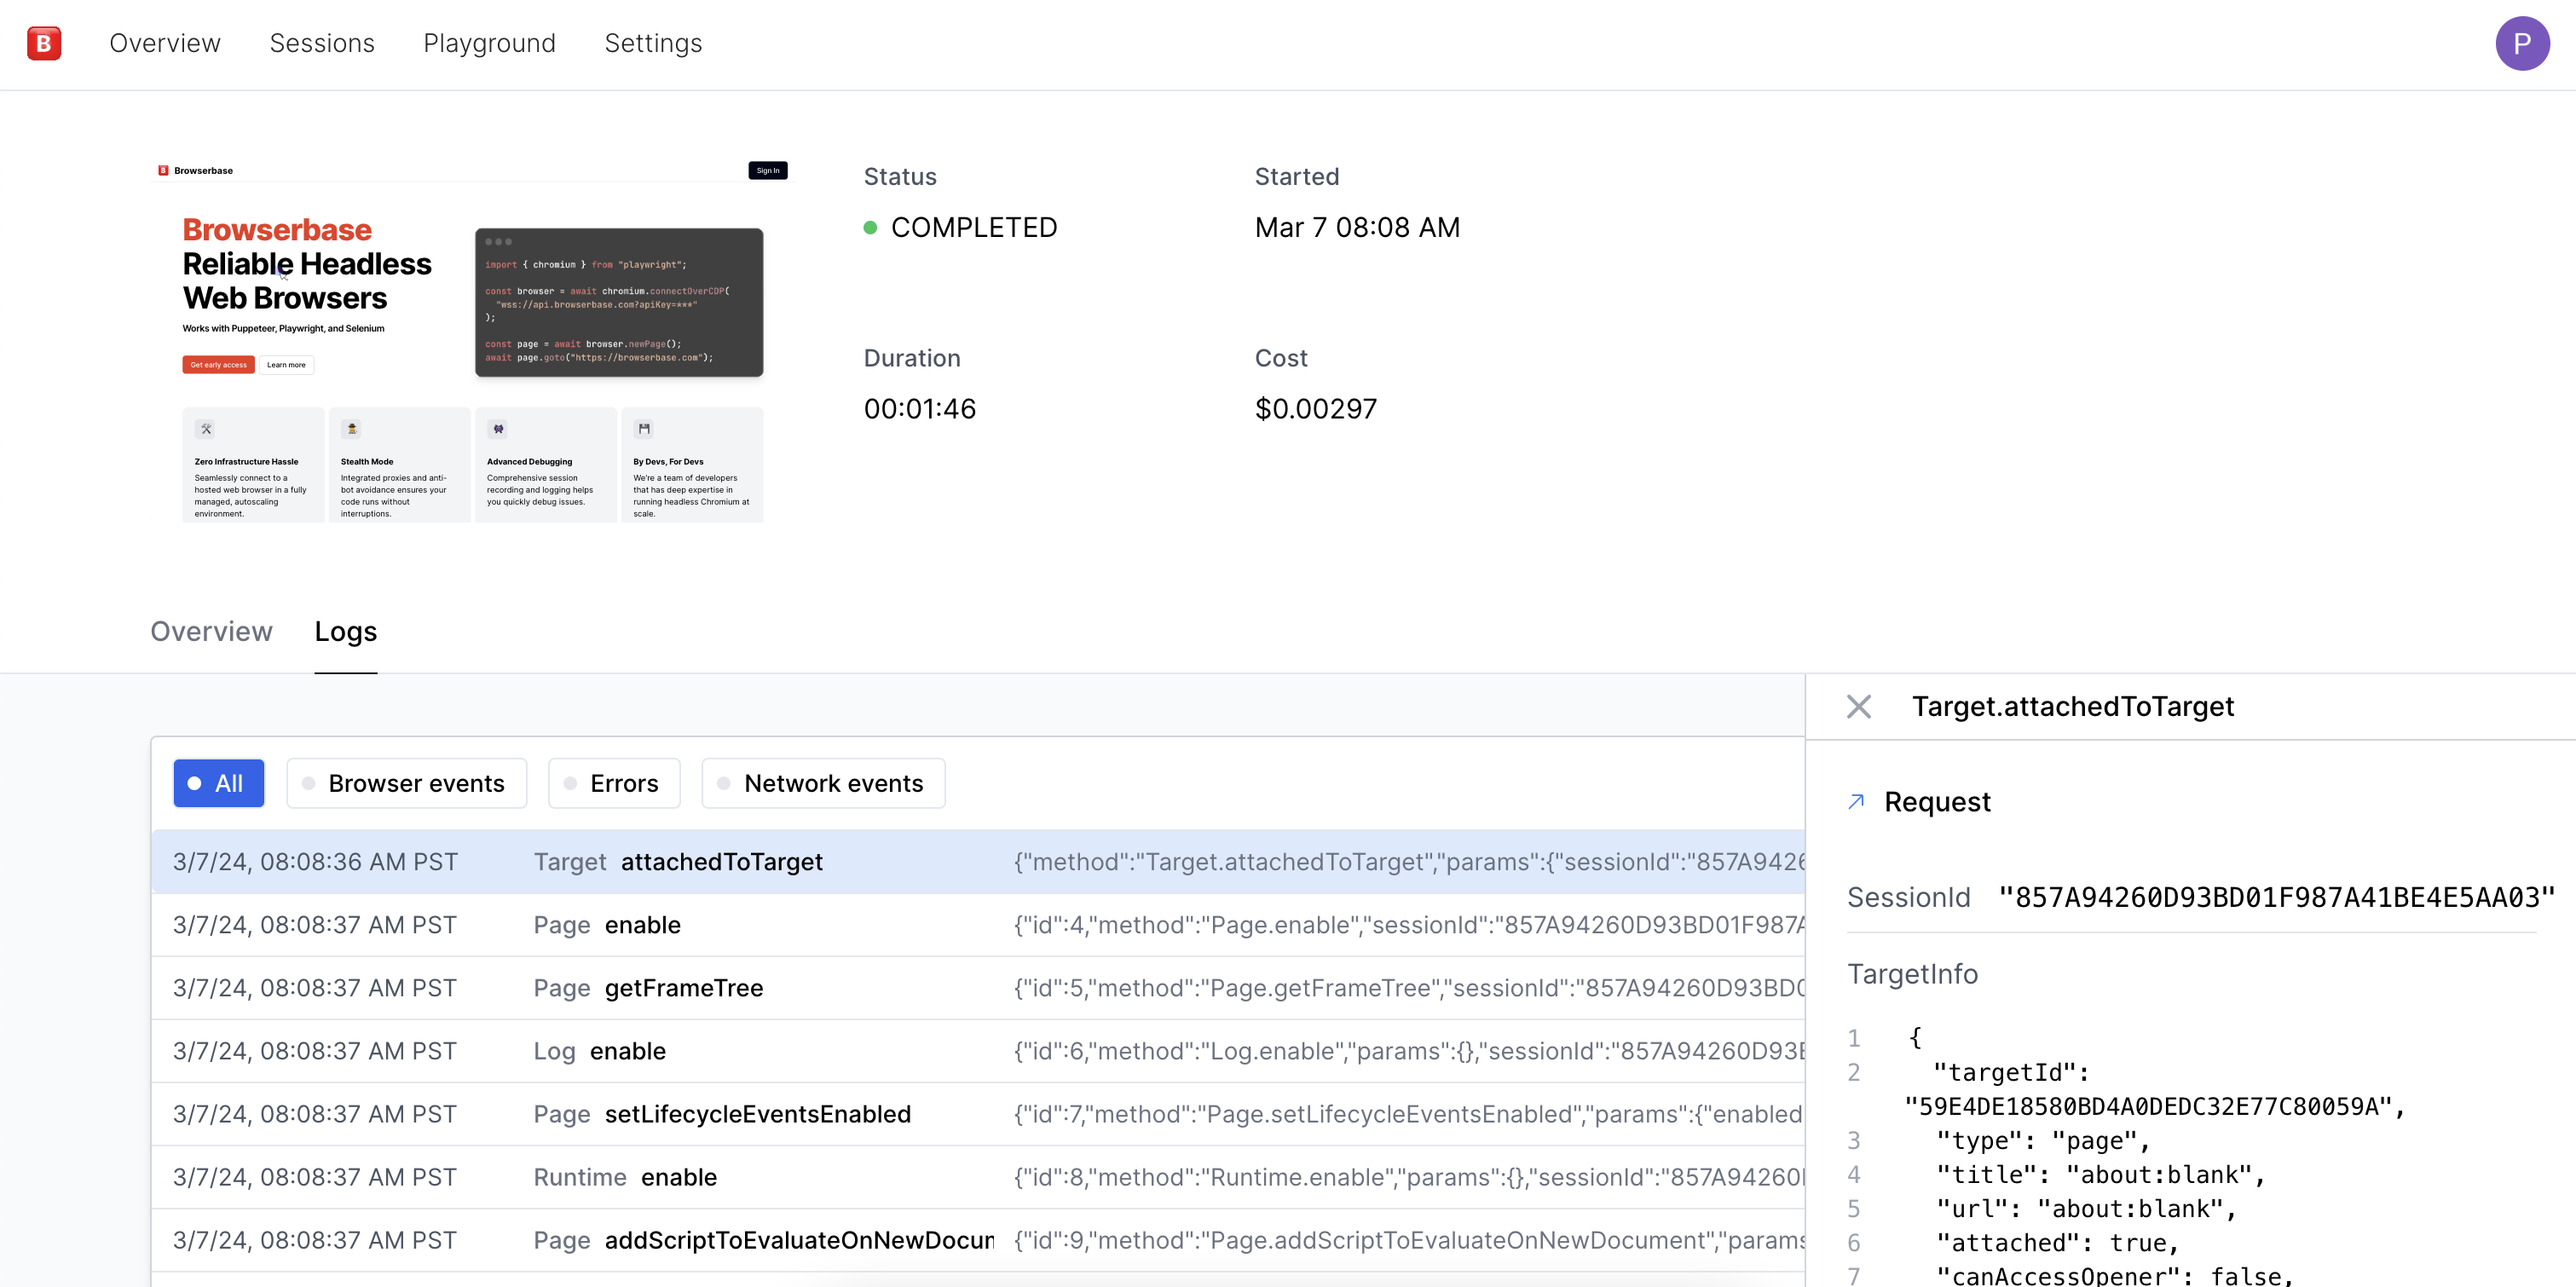 B Overview Sessions Playground Settings P
B Browserbase Sign In
Browserbase
Reliable Headless
Web Browsers
Works with Puppeteer, Playwright, and Selenium
Get early access Learn more
import { chromium } from "playwright";
const browser = await chromium.connectOverCDP(
"wss://api.browserbase.com?apiKey=***"
);
const page = await browser.newPage();
await page.goto("https://browserbase.com");
Zero Infrastructure Hassle
Seamlessly connect to a
hosted web browser in a fully
managed, autoscaling
environment.
Stealth Mode
Integrated proxies and anti-
bot avoidance ensures your
code runs without
interruptions.
Advanced Debugging
Comprehensive session
recording and logging helps
you quickly debug issues.
By Devs, For Devs
We're a team of developers
that has deep expertise in
running headless Chromium at
scale.
Status
COMPLETED
Started
Mar 7 08:08 AM
Duration
00:01:46
Cost
$0.00297
Overview Logs
All Browser events Errors Network events
3/7/24, 08:08:36 AM PST Target attachedToTarget {"method":"Target.attachedToTarget","params":{"sessionId":"857A9426
3/7/24, 08:08:37 AM PST Page enable {"id":4,"method":"Page.enable","sessionId":"857A94260D93BD01F987A
3/7/24, 08:08:37 AM PST Page getFrameTree {"id":5,"method":"Page.getFrameTree","sessionId":"857A94260D93BD0
3/7/24, 08:08:37 AM PST Log enable {"id":6,"method":"Log.enable","params":{},"sessionId":"857A94260D93B
3/7/24, 08:08:37 AM PST Page setLifecycleEventsEnabled {"id":7,"method":"Page.setLifecycleEventsEnabled","params":{"enabled
3/7/24, 08:08:37 AM PST Runtime enable {"id":8,"method":"Runtime.enable","params":{},"sessionId":"857A94260
3/7/24, 08:08:37 AM PST Page addScriptToEvaluateOnNewDocum {"id":9,"method":"Page.addScriptToEvaluateOnNewDocument","params
Target.attachedToTarget
Request
SessionId "857A94260D93BD01F987A41BE4E5AA03"
TargetInfo
1 {
2 "targetId":
"59E4DE18580BD4A0DEDC32E77C80059A",
3 "type": "page",
4 "title": "about:blank",
5 "url": "about:blank",
6 "attached": true,
7 "canAccessOpener": false,